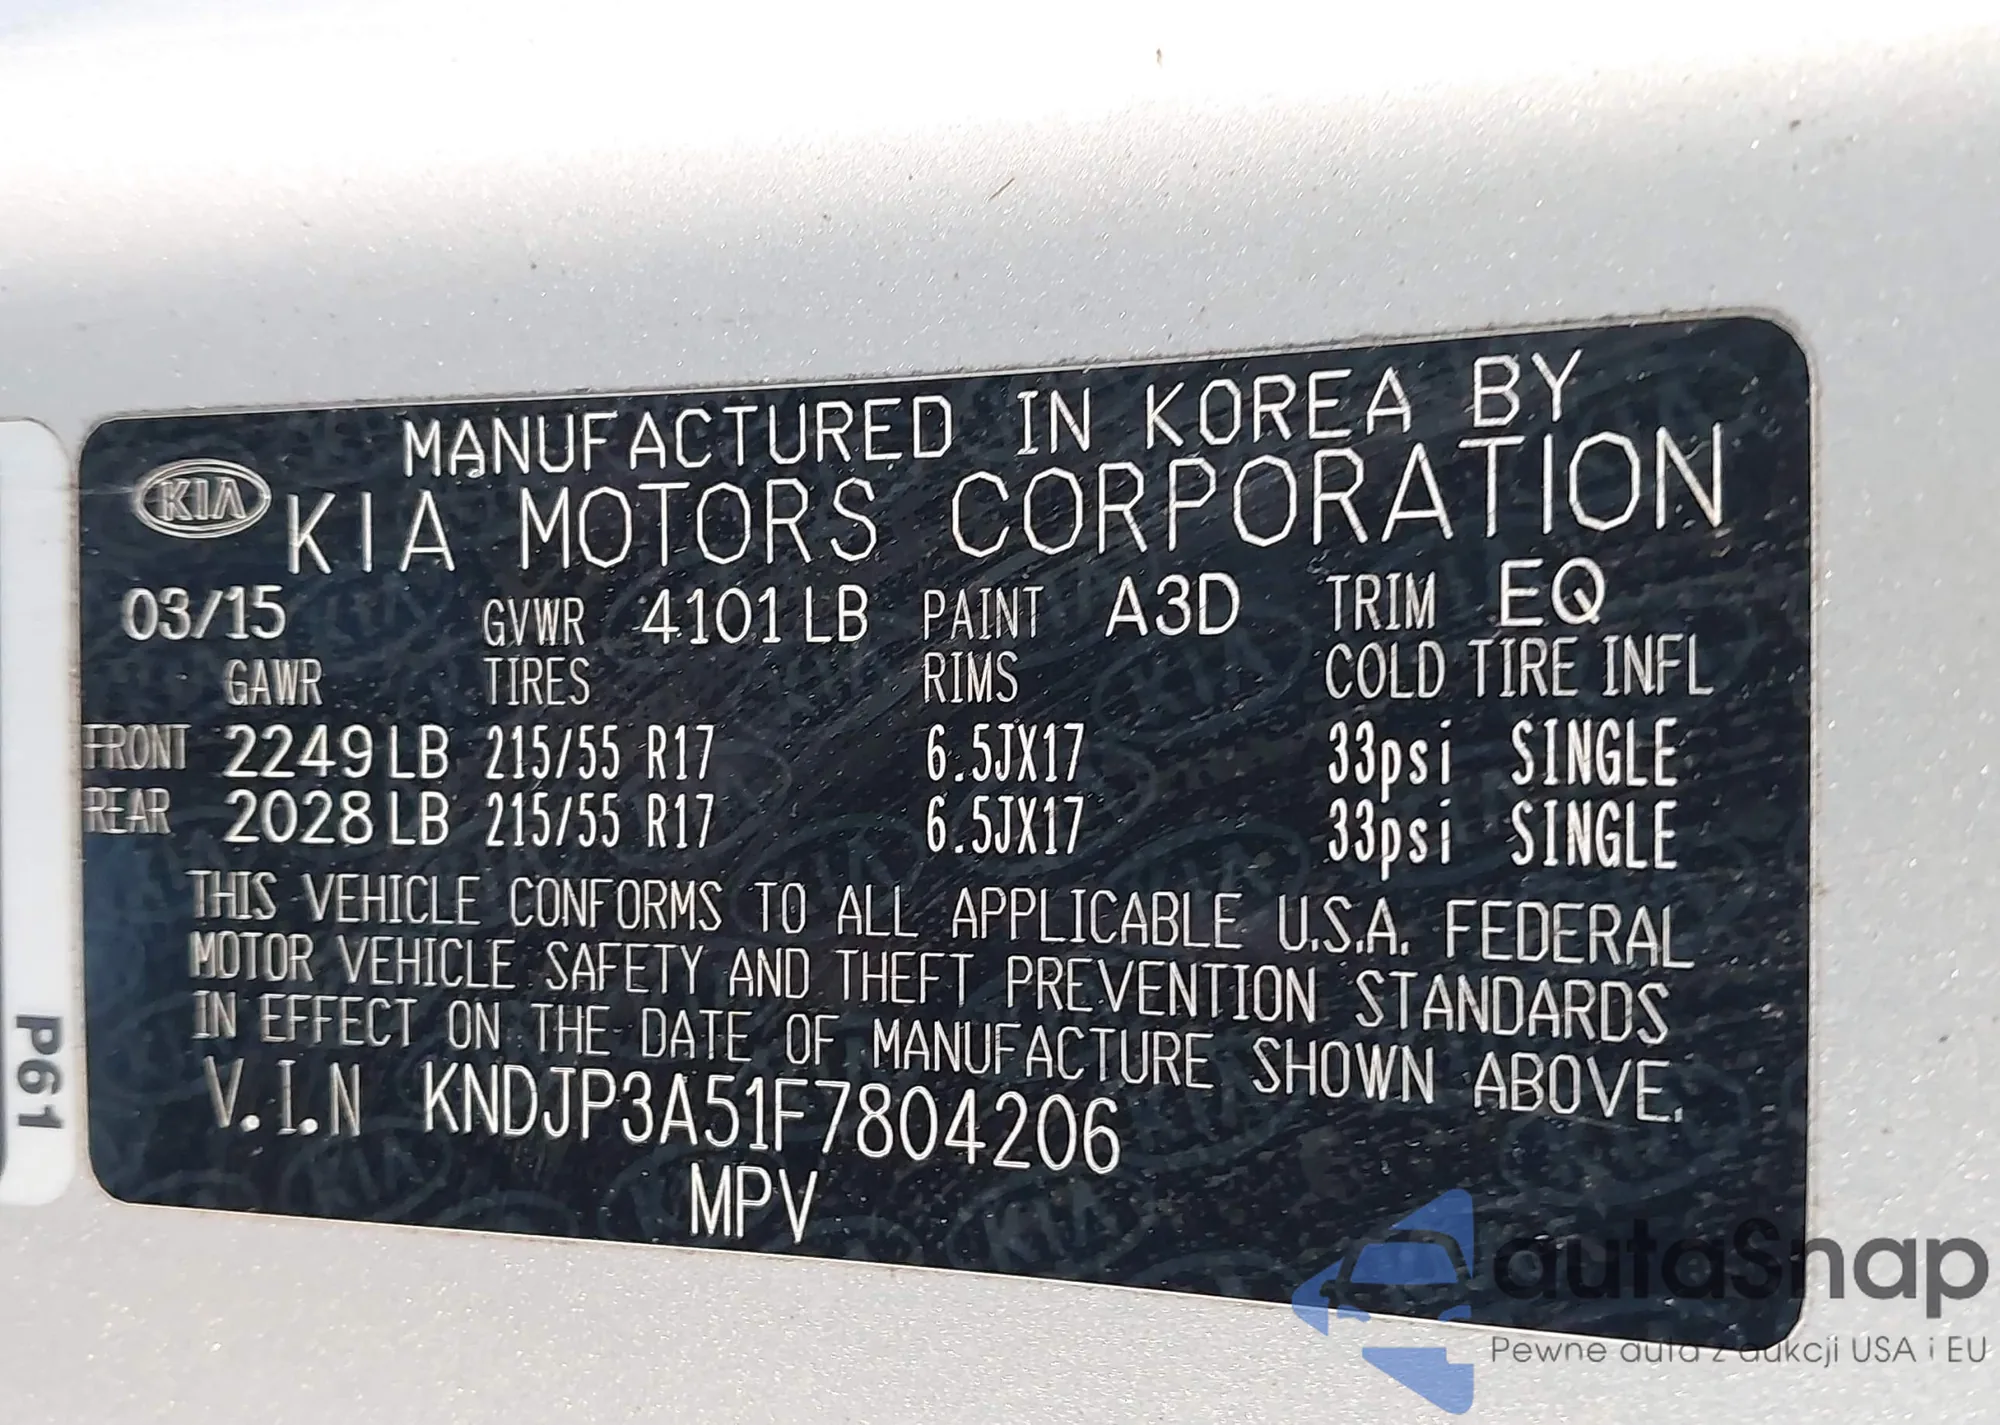 MANUFACTURED IN KOREA BY
KIA KIA MOTORS CORPORATION
03/15 GVWR 4101 LB PAINT A3D TRIM EQ
GAWR TIRES RIMS COLD TIRE INFL
FRONT 2249 LB 215/55 R17 6.5JX17 33psi SINGLE
REAR 2028 LB 215/55 R17 6.5JX17 33psi SINGLE
THIS VEHICLE CONFORMS TO ALL APPLICABLE U.S.A. FEDERAL
MOTOR VEHICLE SAFETY AND THEFT PREVENTION STANDARDS
IN EFFECT ON THE DATE OF MANUFACTURE SHOWN ABOVE.
V.I.N KNDJP3A51F7804206
MPV
P61
autaSnap
Pewne auta z aukcji USA i EU